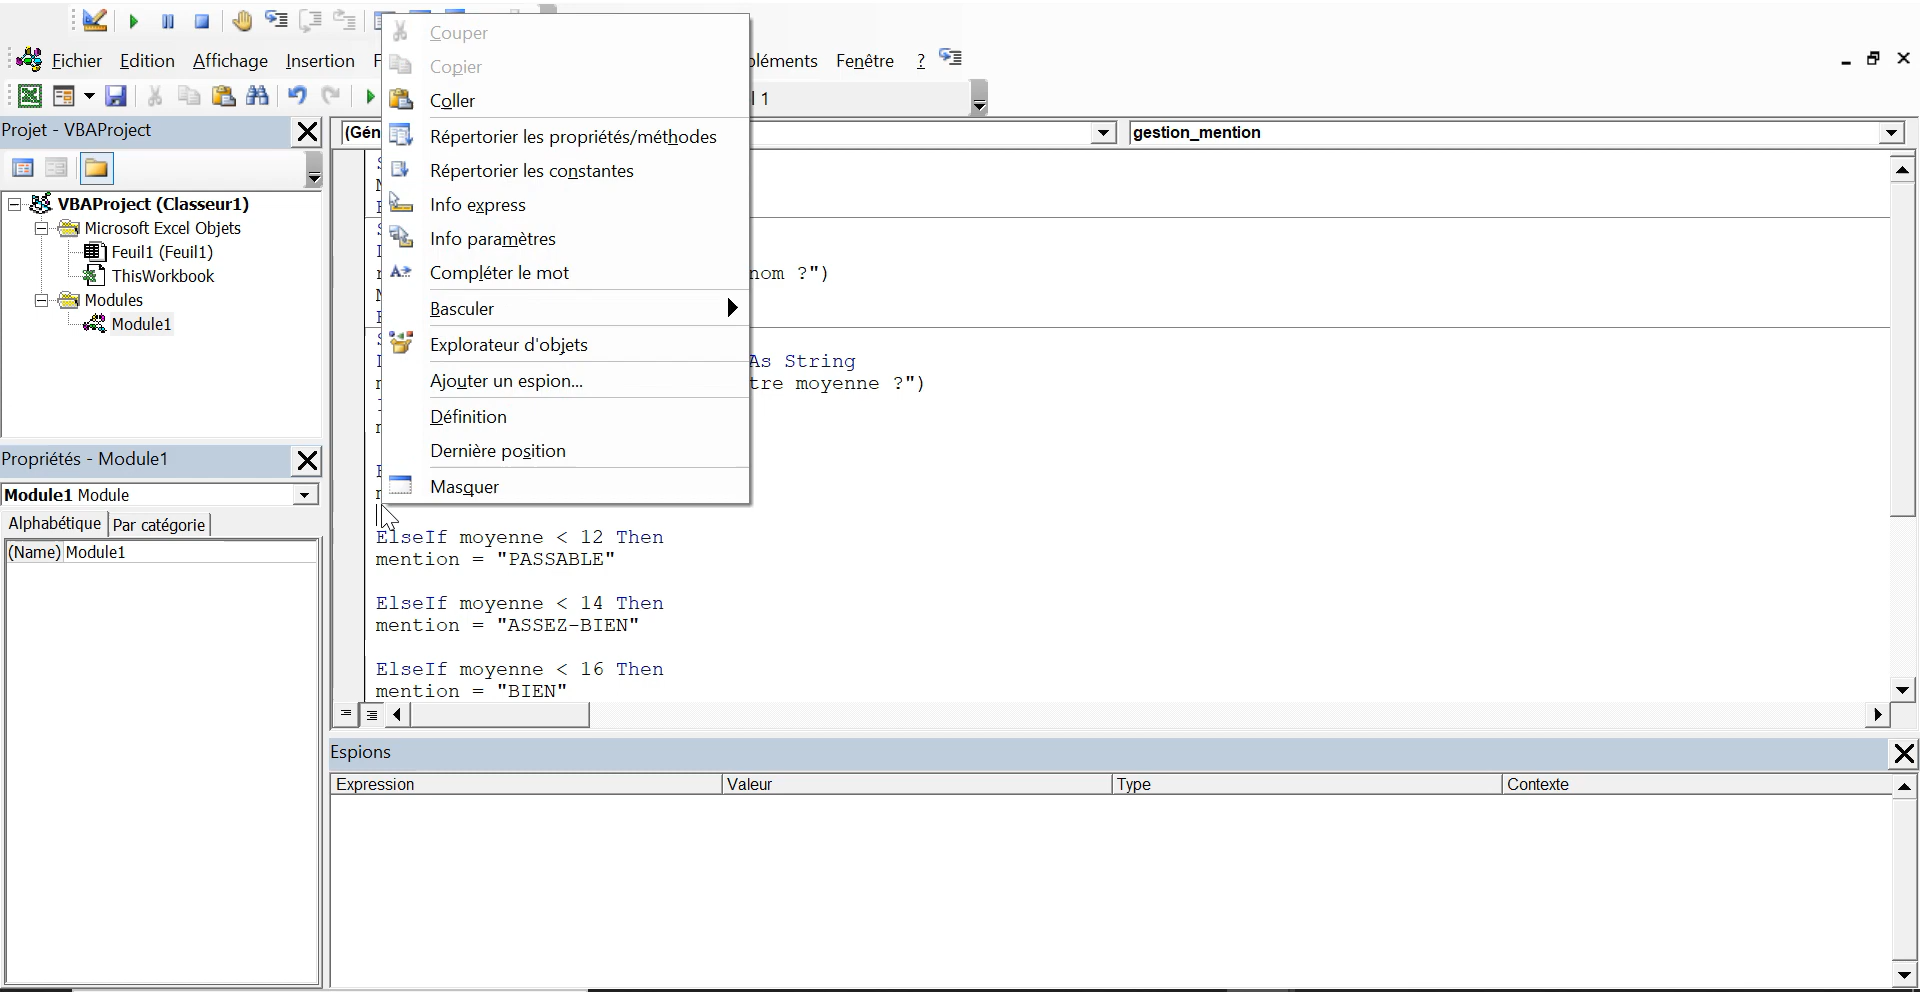 Fichier Edition Affichage Insertion
Fenêtre ?
Projet - VBAProject
VBAProject (Classeur1)
Microsoft Excel Objets
Feuil1 (Feuil1)
ThisWorkbook
Modules
Module1
Propriétés - Module1
Module1 Module
Alphabétique Par catégorie
(Name) Module1
Couper
Copier
Coller
Répertorier les propriétés/méthodes
Répertorier les constantes
Info express
Info paramètres
Compléter le mot
Basculer
Explorateur d'objets
Ajouter un espion...
Définition
Dernière position
Masquer
(Gén
gestion_mention
nom ?")
As String
tre moyenne ?")
ElseIf moyenne < 12 Then
mention = "PASSABLE"
ElseIf moyenne < 14 Then
mention = "ASSEZ-BIEN"
ElseIf moyenne < 16 Then
mention = "BIEN"
Espions
Expression Valeur Type Contexte